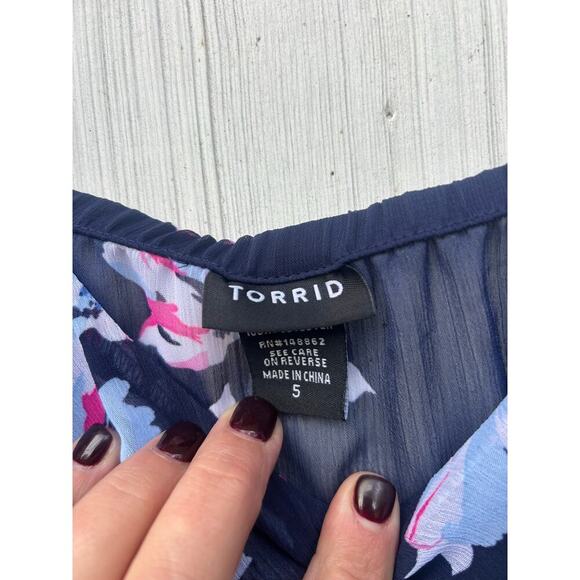 TORRID
RN#148862
SEE CARE
ON REVERSE
MADE IN CHINA
5